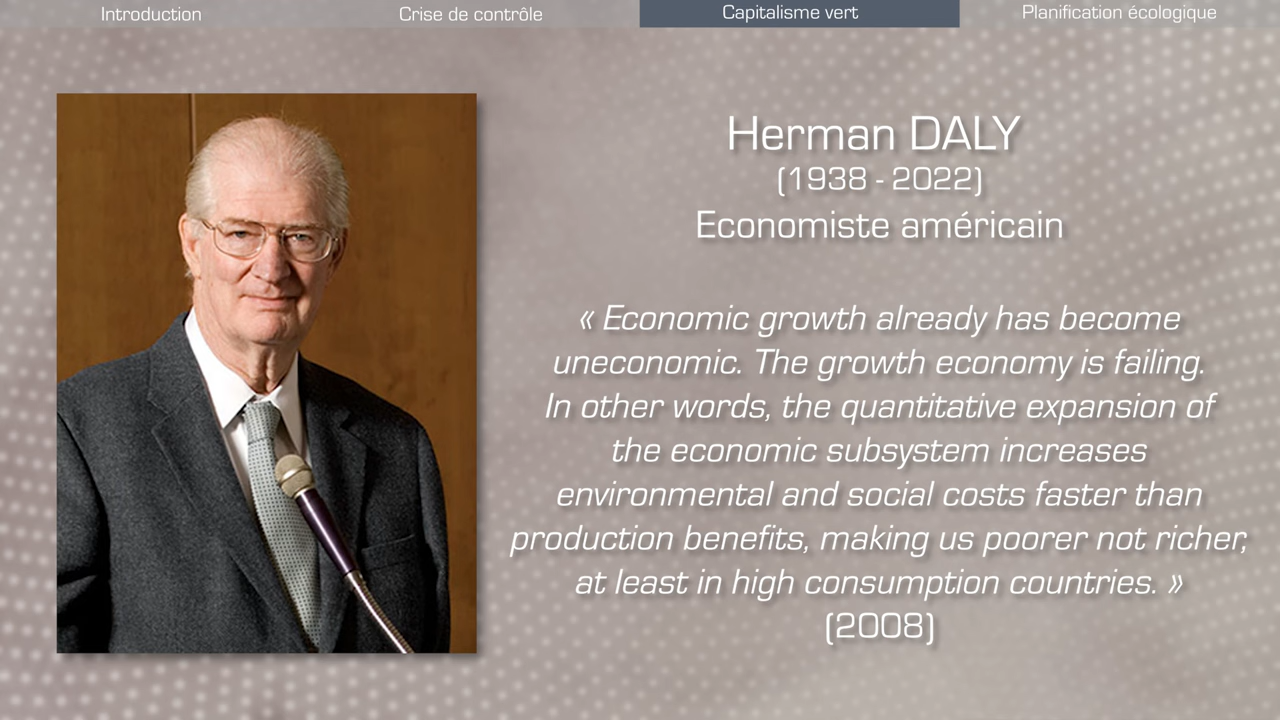 Introduction
Crise de contrôle
Capitalisme vert
Planification écologique
Herman DALY
(1938 - 2022)
Economiste américain
« Economic growth already has become
uneconomic. The growth economy is failing.
In other words, the quantitative expansion of
the economic subsystem increases
environmental and social costs faster than
production benefits, making us poorer not richer,
at least in high consumption countries. »
(2008)